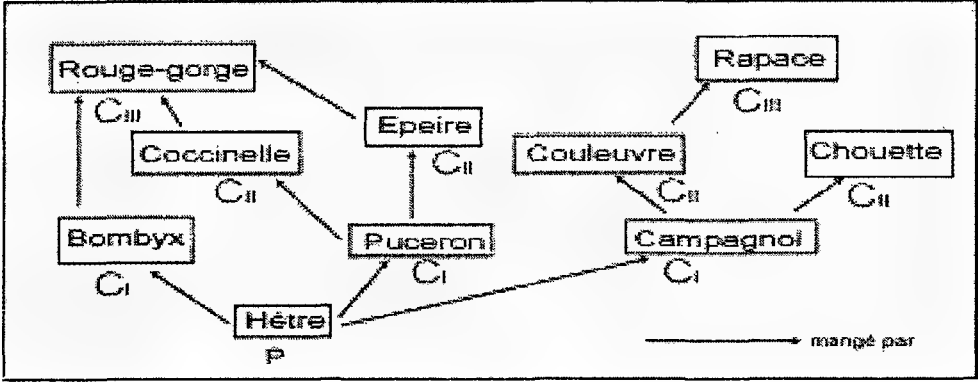 Rouge-gorge
CIII
Rapace
CIII
Epeire
CII
Coccinelle
CII
Couleuvre
CII
Chouette
CII
Bombyx
CI
Puceron
CI
Campagnol
CI
Hêtre
P
mangé par